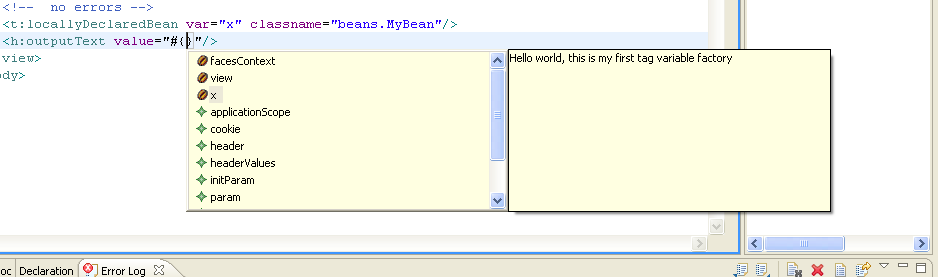 <!--  no errors -->
<t:locallyDeclaredBean var="x" classname="beans.MyBean"/>
<h:outputText value="#{}"/>
view>
ody>
facesContext
view
x
applicationScope
cookie
header
headerValues
initParam
param
Hello world, this is my first tag variable factory
oc Declaration Error Log